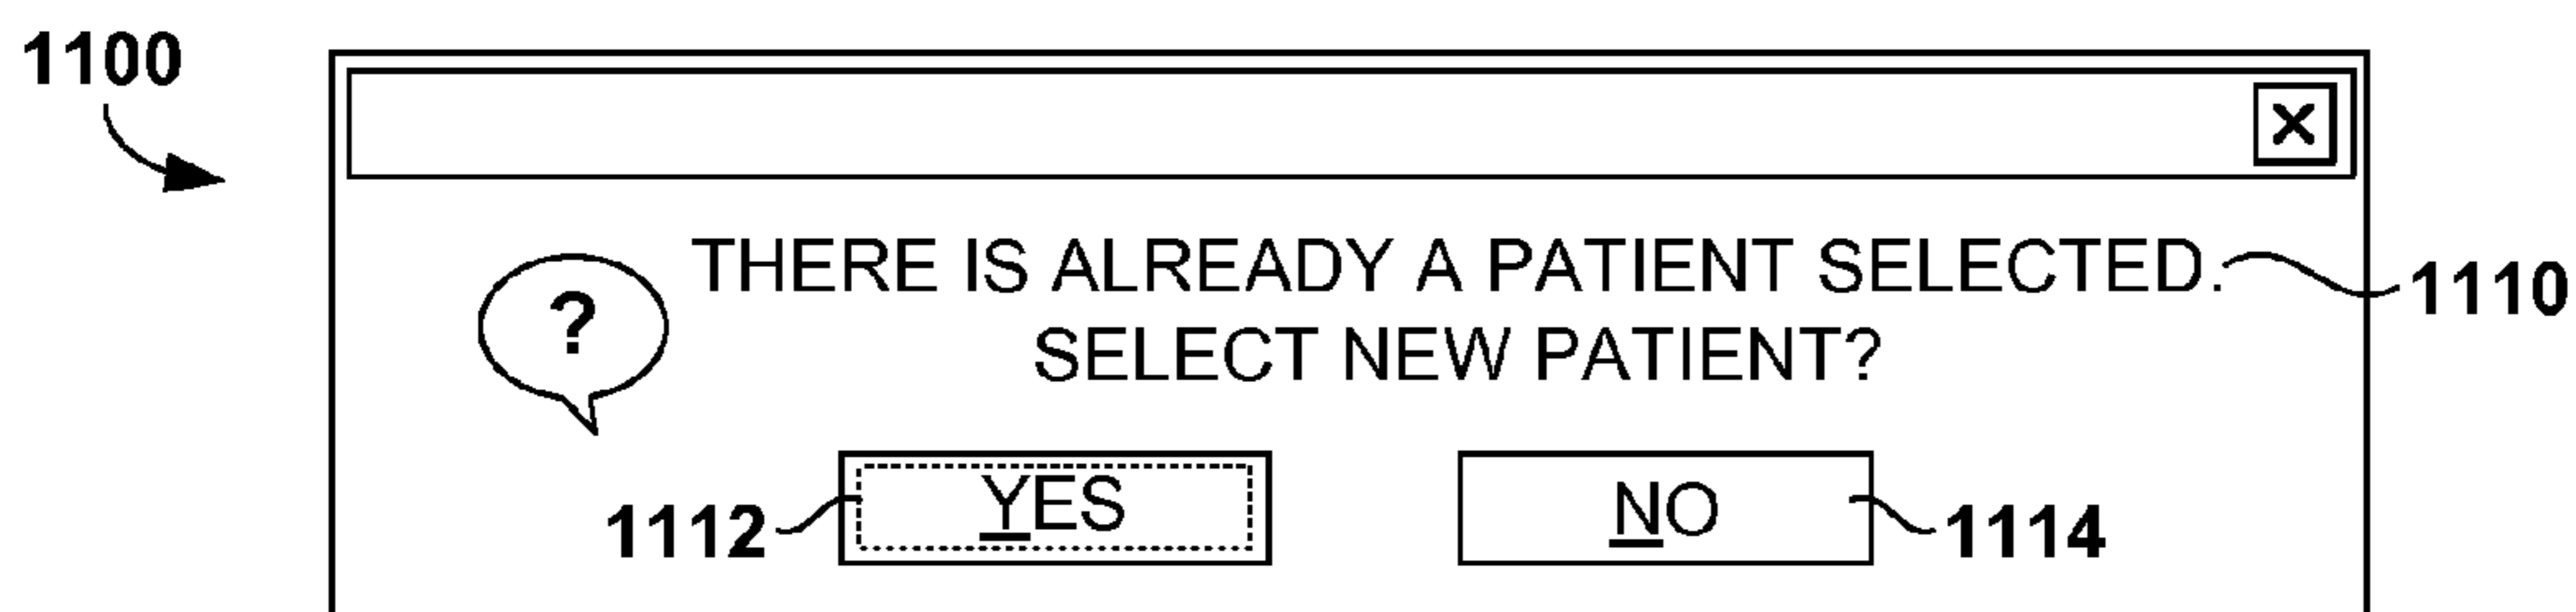 1100
X
THERE IS ALREADY A PATIENT SELECTED.
1110
?
SELECT NEW PATIENT?
YES
NO
1112
1114